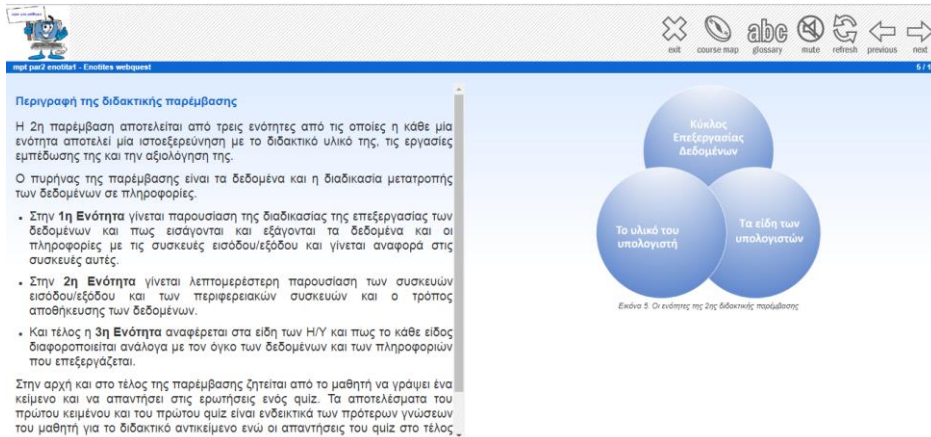 exit
course map
abc
glossary
mute
refresh
previous
next
mpt par2 enotita1 - Enotites webquest
5 / 1
Περιγραφή της διδακτικής παρέμβασης
Η 2η παρέμβαση αποτελείται από τρεις ενότητες από τις οποίες η κάθε μία
ενότητα αποτελεί μία ιστοεξερεύνηση με το διδακτικό υλικό της, τις εργασίες
εμπέδωσης της και την αξιολόγηση της.
Ο πυρήνας της παρέμβασης είναι τα δεδομένα και η διαδικασία μετατροπής
των δεδομένων σε πληροφορίες.
• Στην 1η Ενότητα γίνεται παρουσίαση της διαδικασίας της επεξεργασίας των
δεδομένων και πως εισάγονται και εξάγονται τα δεδομένα και οι
πληροφορίες με τις συσκευές εισόδου/εξόδου και γίνεται αναφορά στις
συσκευές αυτές.
• Στην 2η Ενότητα γίνεται λεπτομερέστερη παρουσίαση των συσκευών
εισόδου/εξόδου και των περιφερειακών συσκευών και ο τρόπος
αποθήκευσης των δεδομένων.
• Και τέλος η 3η Ενότητα αναφέρεται στα είδη των Η/Υ και πως το κάθε είδος
διαφοροποιείται ανάλογα με τον όγκο των δεδομένων και των πληροφοριών
που επεξεργάζεται.
Στην αρχή και στο τέλος της παρέμβασης ζητείται από το μαθητή να γράψει ένα
κείμενο και να απαντήσει στις ερωτήσεις ενός quiz. Τα αποτελέσματα του
πρώτου κειμένου και του πρώτου quiz είναι ενδεικτικά των πρότερων γνώσεων
του μαθητή για το διδακτικό αντικείμενο ενώ οι απαντήσεις του quiz στο τέλος
Κύκλος
Επεξεργασίας
Δεδομένων
Το υλικό του
υπολογιστή
Τα είδη των
υπολογιστών
Εικόνα 5: Οι ενότητες της 2ης διδακτικής παρέμβασης